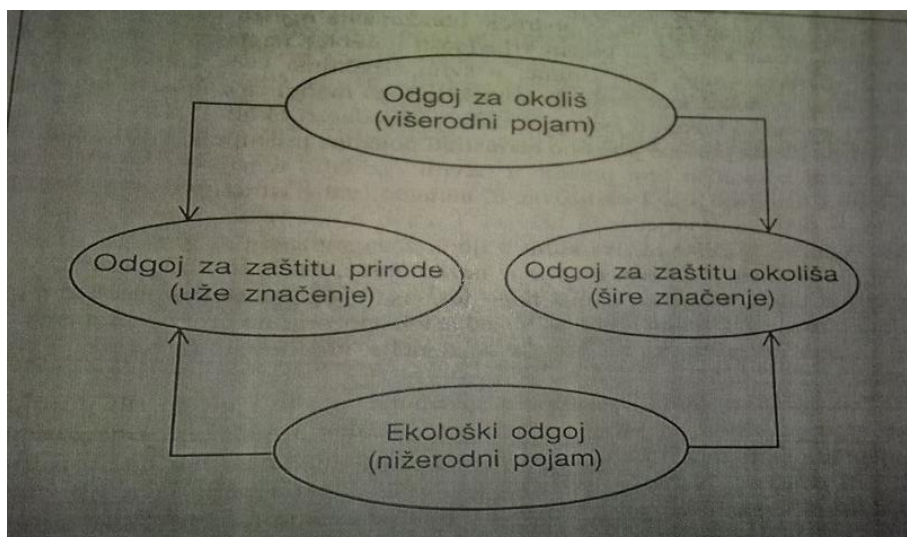 Odgoj za okoliš
(višerodni pojam)
Odgoj za zaštitu prirode
(uže značenje)
Odgoj za zaštitu okoliša
(šire značenje)
Ekološki odgoj
(nižerodni pojam)